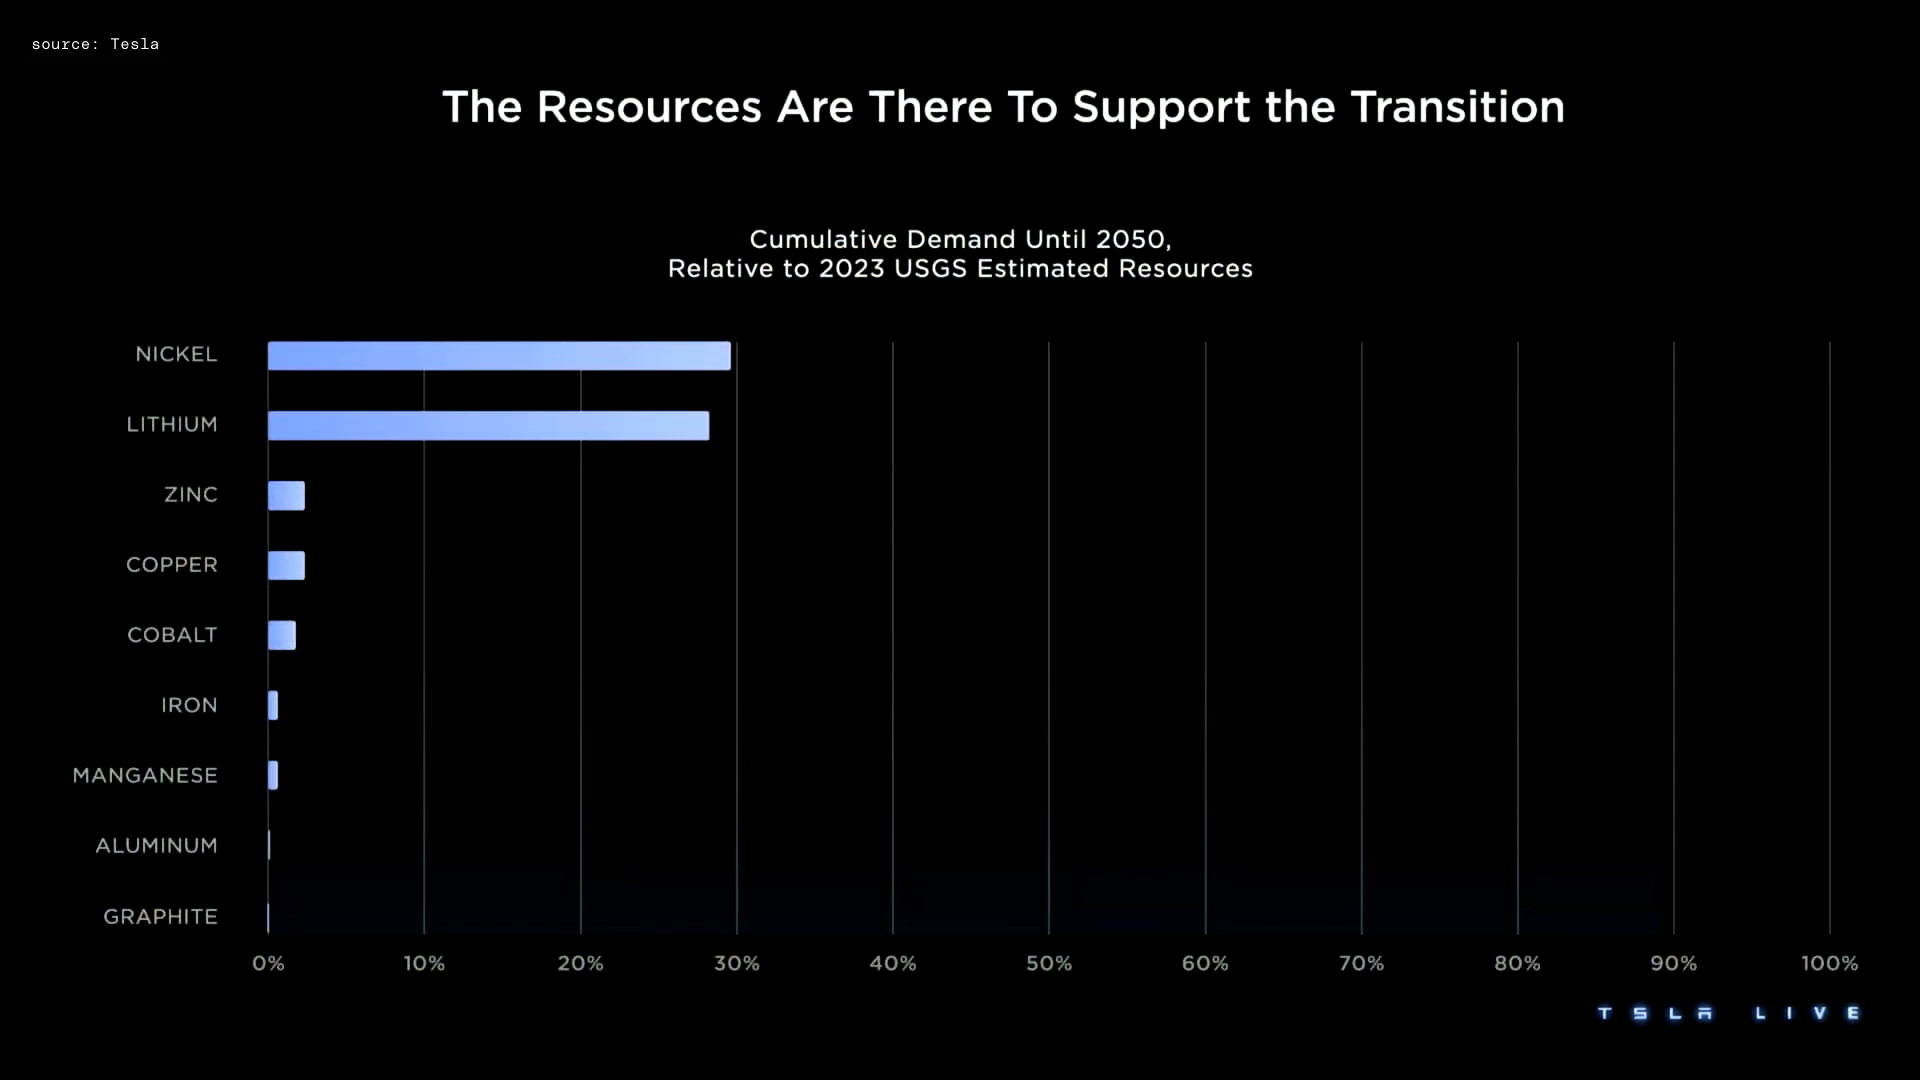 source: Tesla
The Resources Are There To Support the Transition
Cumulative Demand Until 2050,
Relative to 2023 USGS Estimated Resources
NICKEL
LITHIUM
ZINC
COPPER
COBALT
IRON
MANGANESE
ALUMINUM
GRAPHITE
0% 10% 20% 30% 40% 50% 60% 70% 80% 90% 100%
TSLA LIVE